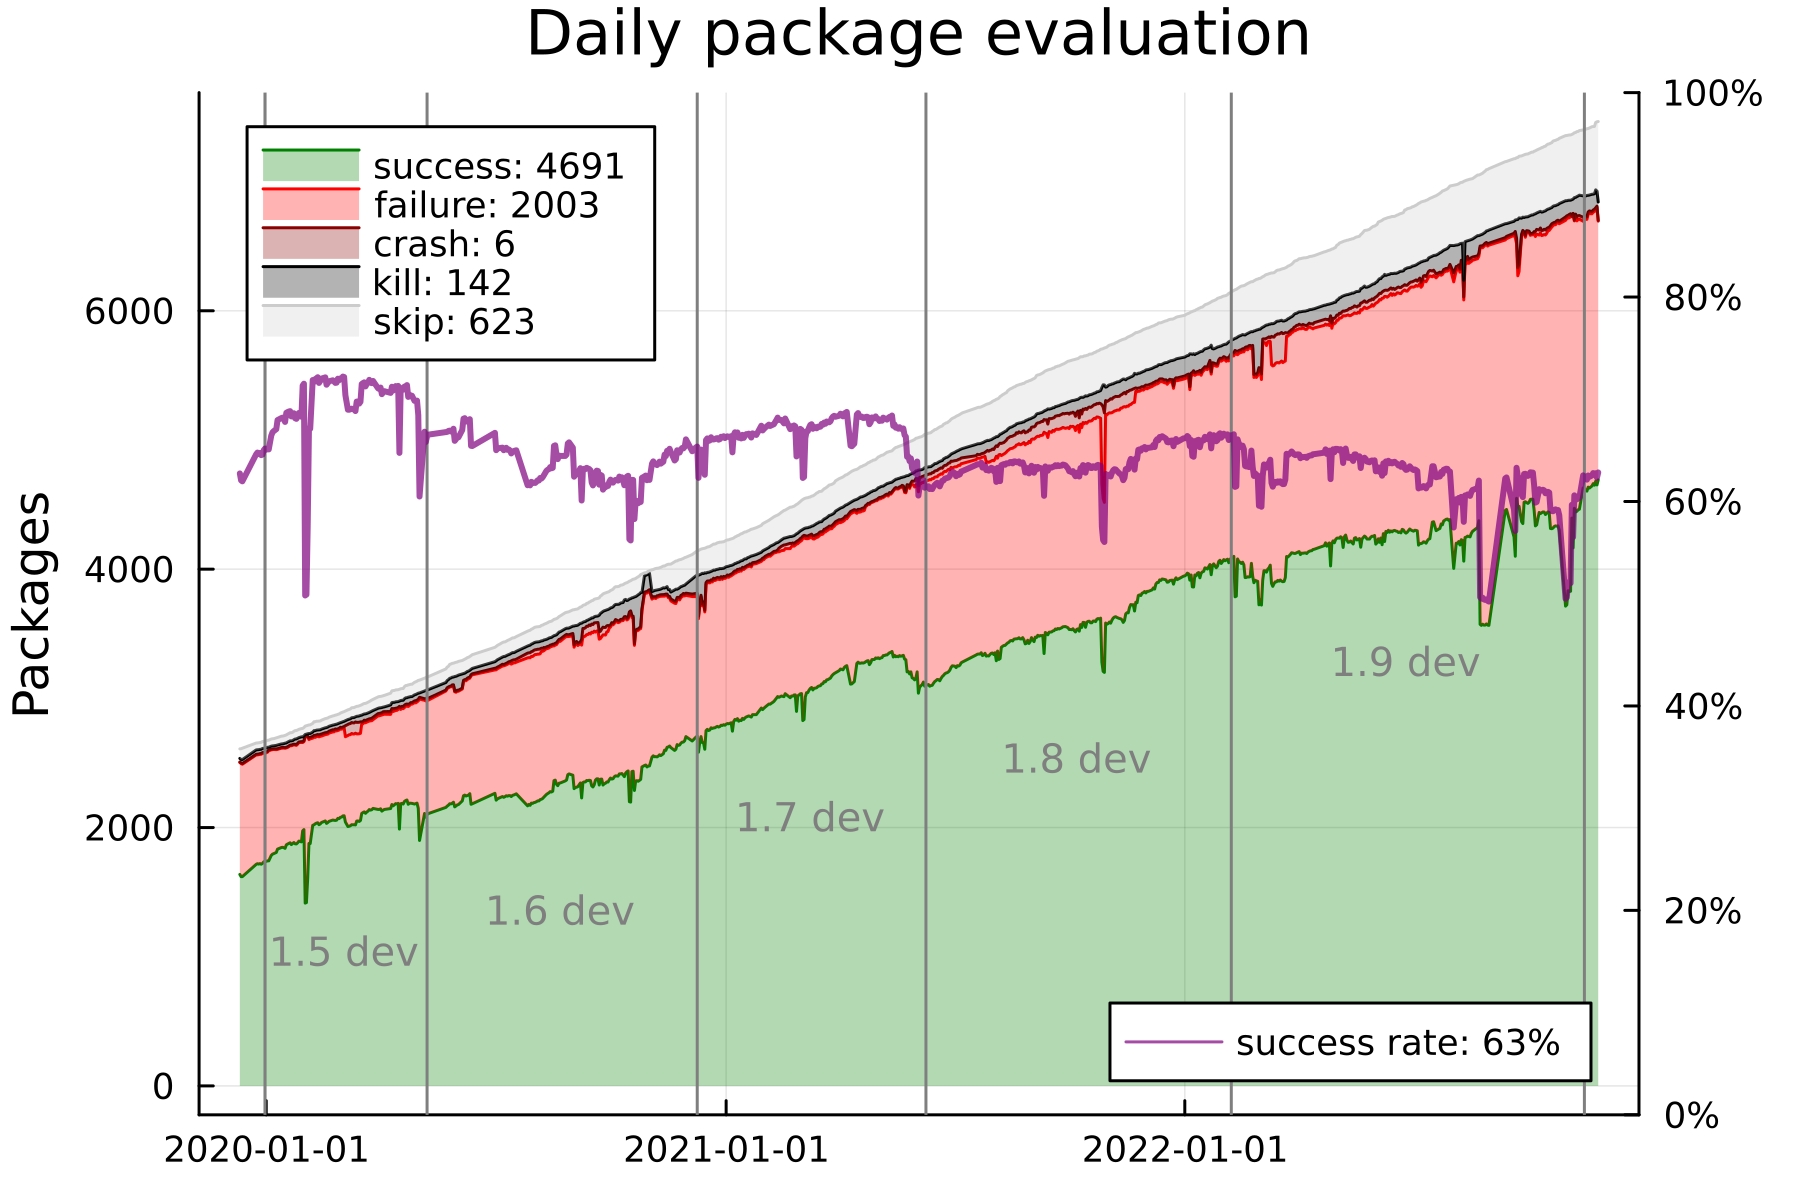 Daily package evaluation
success: 4691
failure: 2003
crash: 6
kill: 142
skip: 623
Packages
6000
4000
2000
0
100%
80%
60%
40%
20%
0%
1.5 dev
1.6 dev
1.7 dev
1.8 dev
1.9 dev
success rate: 63%
2020-01-01
2021-01-01
2022-01-01